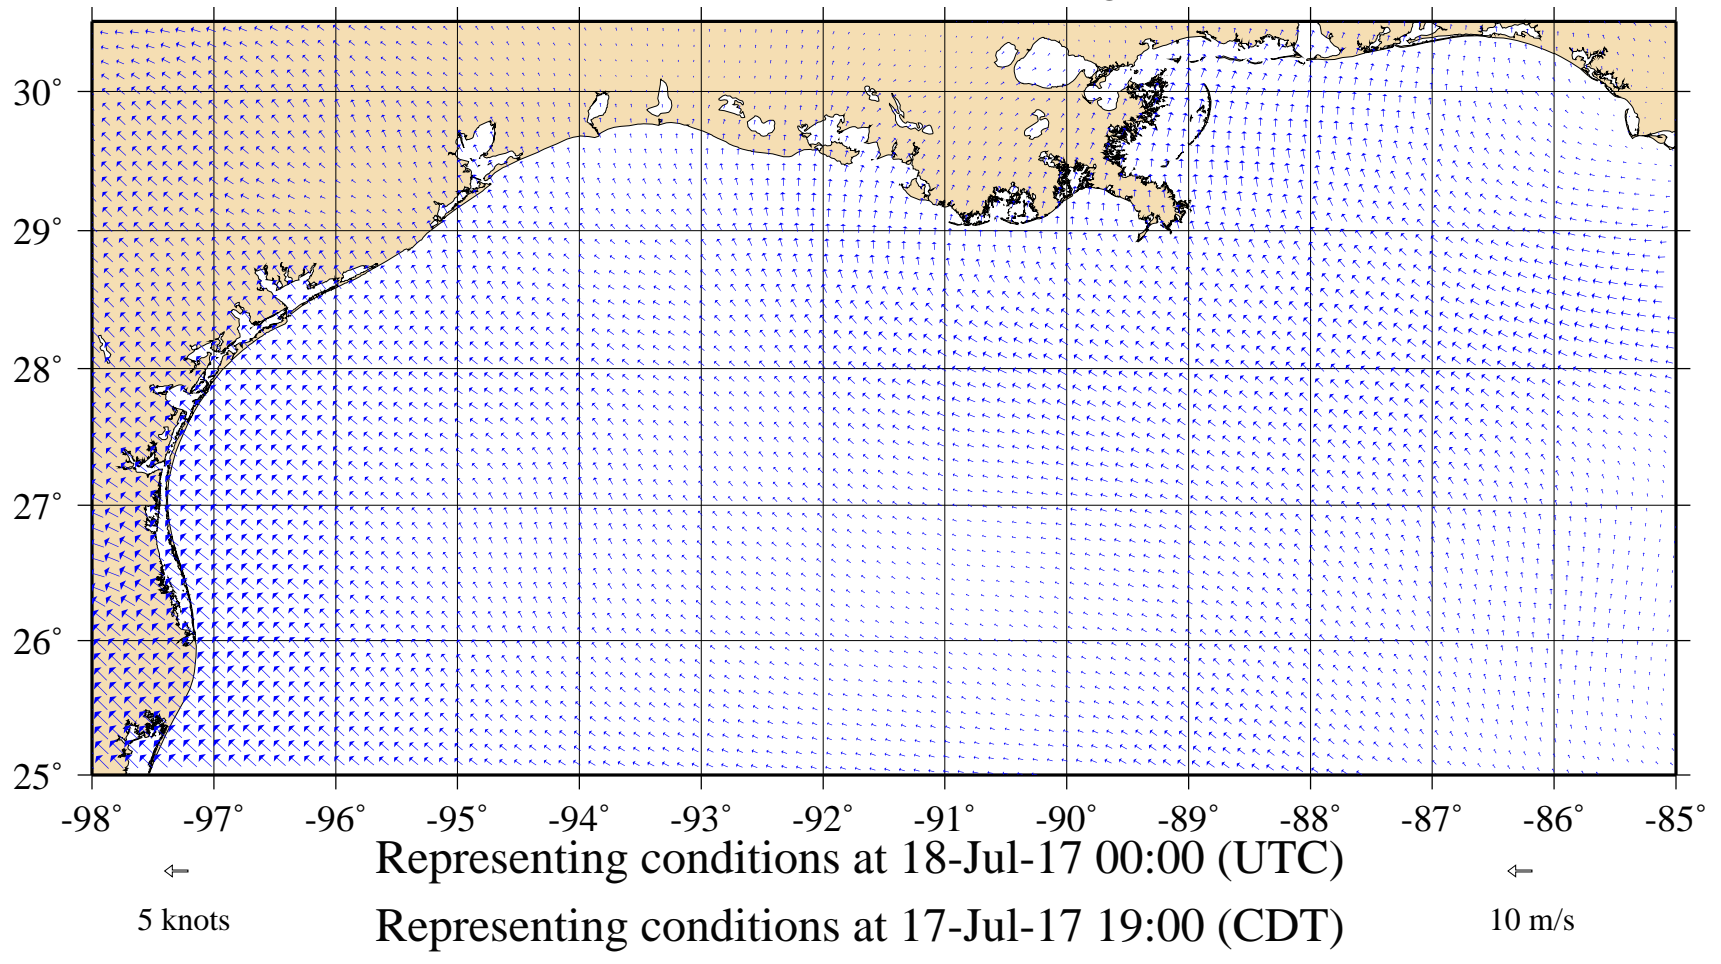 30°
29°
28°
27°
26°
25°
-98° -97° -96° -95° -94° -93° -92° -91° -90° -89° -88° -87° -86° -85°
Representing conditions at 18-Jul-17 00:00 (UTC)
5 knots
10 m/s
Representing conditions at 17-Jul-17 19:00 (CDT)